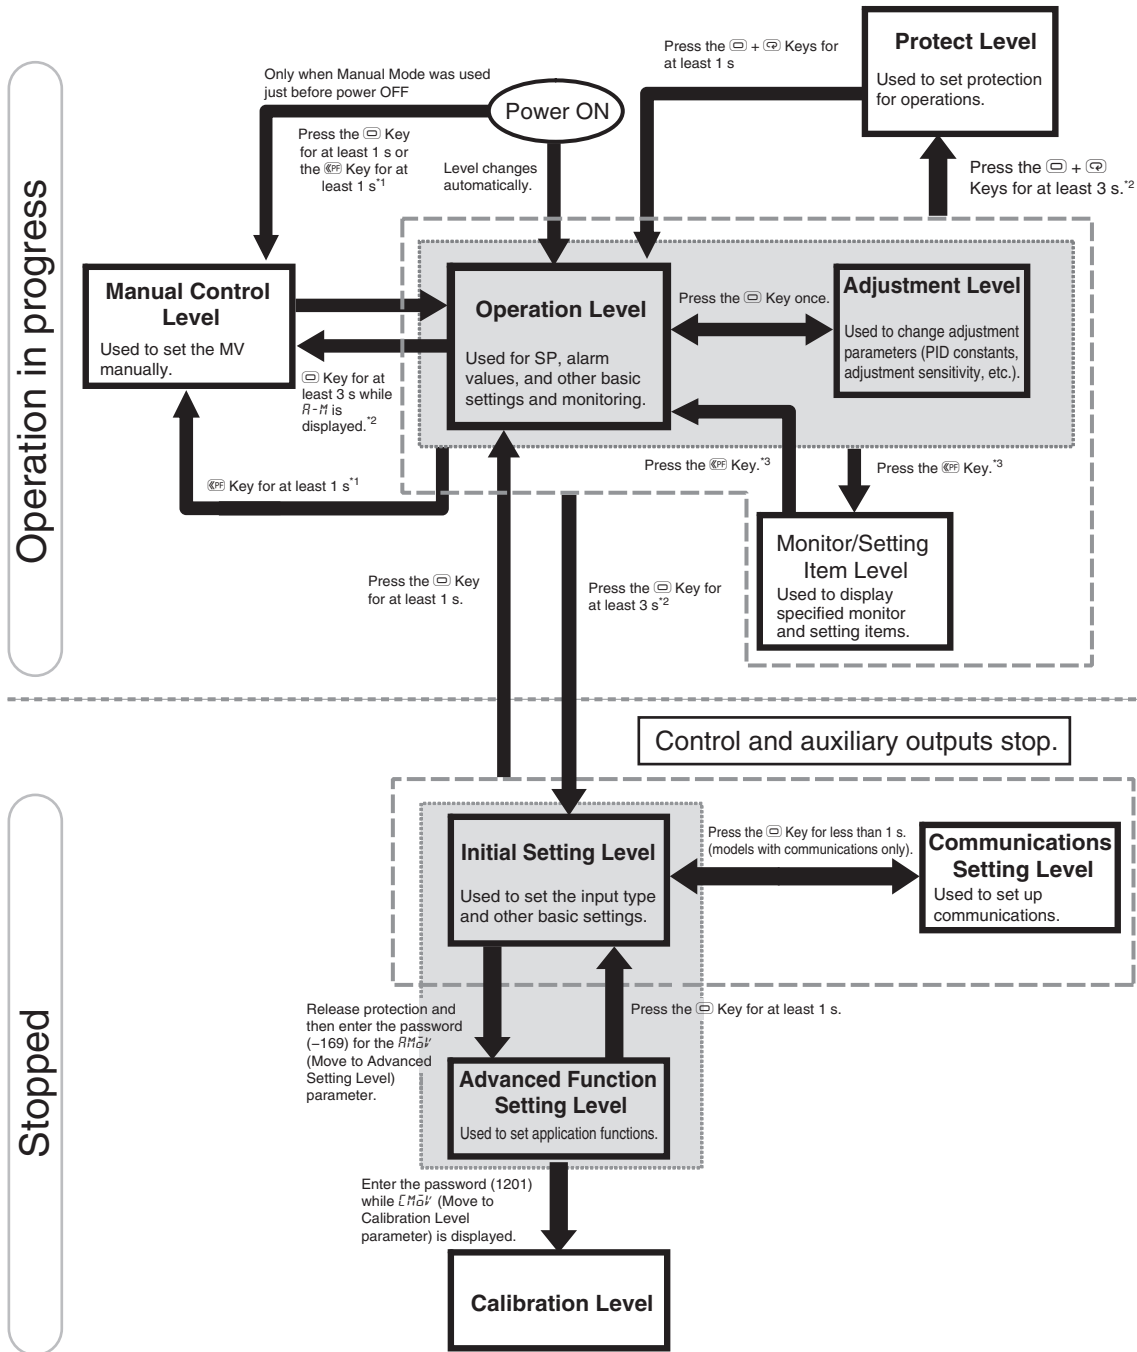 Operation in progress
Only when Manual Mode was used
just before power OFF
Power ON
Press the Key
for at least 1 s or
the PF Key for at
least 1 s*1
Level changes
automatically.
Press the + Keys for
at least 1 s
Protect Level
Used to set protection
for operations.
Press the + 
Keys for at least 3 s.*2
Manual Control
Level
Used to set the MV
manually.
Operation Level
Used for SP, alarm
values, and other basic
settings and monitoring.
Press the Key once.
Adjustment Level
Used to change adjustment
parameters (PID constants,
adjustment sensitivity, etc.).
Key for at
least 3 s while
A-M is
displayed.*2
PF Key for at least 1 s*1
Press the PF Key.*3
Press the PF Key.*3
Monitor/Setting
Item Level
Used to display
specified monitor
and setting items.
Press the Key
for at least 1 s.
Press the Key for
at least 3 s*2
Control and auxiliary outputs stop.
Stopped
Initial Setting Level
Used to set the input type
and other basic settings.
Press the Key for less than 1 s.
(models with communications only).
Communications
Setting Level
Used to set up
communications.
Release protection and
then enter the password
(−169) for the AMoV
(Move to Advanced
Setting Level)
parameter.
Press the Key for at least 1 s.
Advanced Function
Setting Level
Used to set application functions.
Enter the password (1201)
while CMoV (Move to
Calibration Level
parameter) is displayed.
Calibration Level